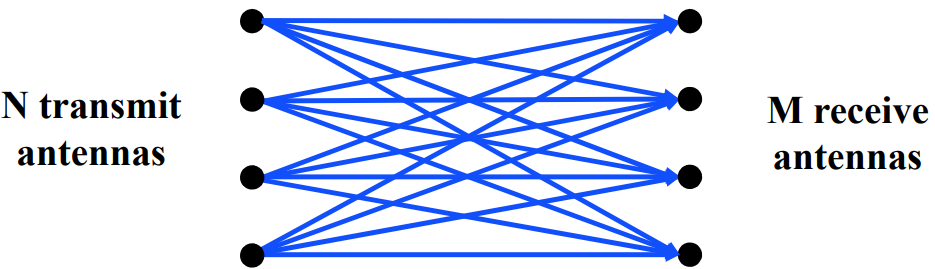 N transmit
antennas
M receive
antennas